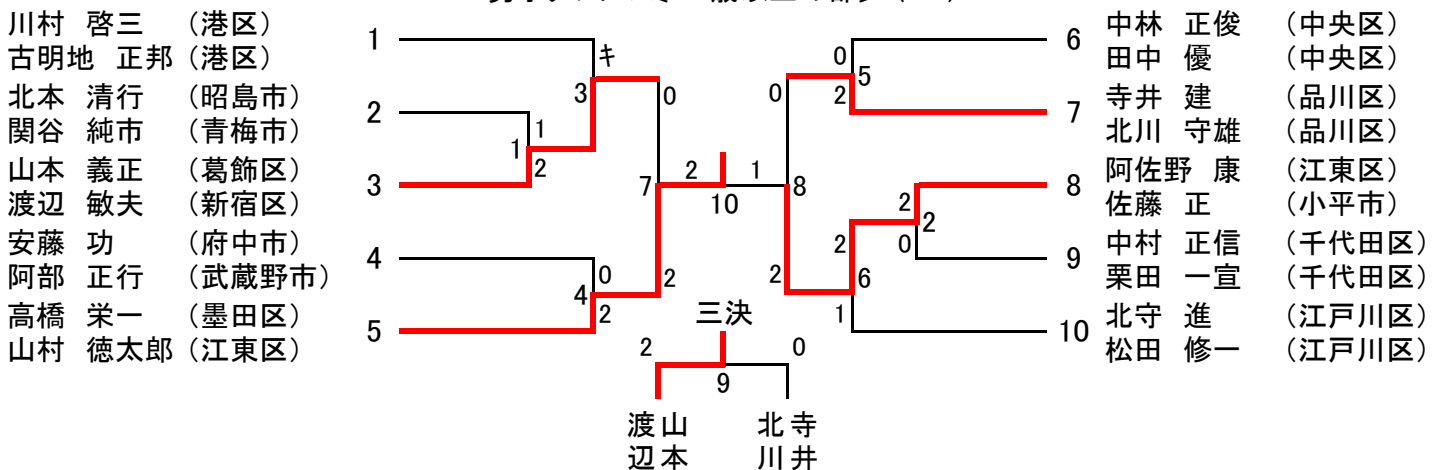 川村 啓三 （港区）
古明地 正邦（港区）
北本 清行 （昭島市）
関谷 純市 （青梅市）
山本 義正 （葛飾区）
渡辺 敏夫 （新宿区）
安藤 功 （府中市）
阿部 正行 （武蔵野市）
高橋 栄一 （墨田区）
山村 徳太郎（江東区）
1
2
3
4
5
キ
3
0
1
1
2
7
2
1
10
0
4
2
2
三決
2
0
9
渡辺
山本
北川
寺井
0
0
5
2
8
2
2
2
0
6
1
2
6
7
8
9
10
中林 正俊 （中央区）
田中 優 （中央区）
寺井 建 （品川区）
北川 守雄 （品川区）
阿佐野 康 （江東区）
佐藤 正 （小平市）
中村 正信 （千代田区）
栗田 一宣 （千代田区）
北守 進 （江戸川区）
松田 修一 （江戸川区）